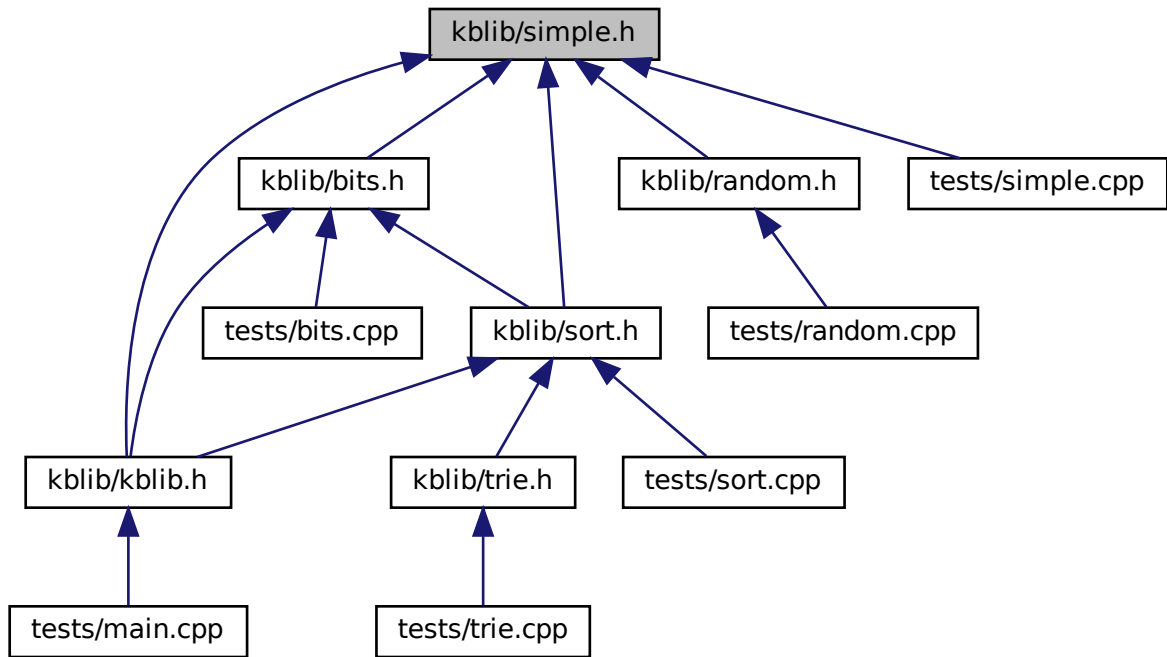 kblib/simple.h
kblib/bits.h
kblib/random.h
tests/simple.cpp
tests/bits.cpp
kblib/sort.h
tests/random.cpp
kblib/kblib.h
kblib/trie.h
tests/sort.cpp
tests/main.cpp
tests/trie.cpp